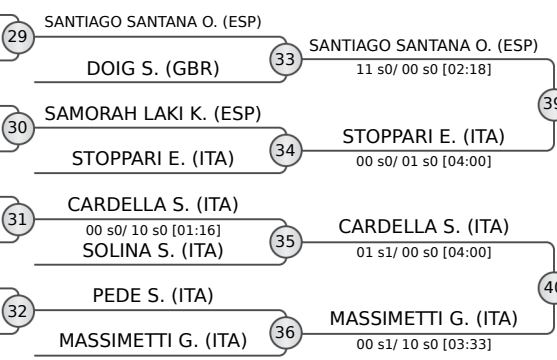 SANTIAGO SANTANA O. (ESP)
29
DOIG S. (GBR)
33
SANTIAGO SANTANA O. (ESP)
11 s0/ 00 s0 [02:18]
39
30
SAMORAH LAKI K. (ESP)
STOPPARI E. (ITA)
34
STOPPARI E. (ITA)
00 s0/ 01 s0 [04:00]
31
CARDELLA S. (ITA)
00 s0/ 10 s0 [01:16]
SOLINA S. (ITA)
35
CARDELLA S. (ITA)
01 s1/ 00 s0 [04:00]
40
32
PEDE S. (ITA)
MASSIMETTI G. (ITA)
36
MASSIMETTI G. (ITA)
00 s1/ 10 s0 [03:33]